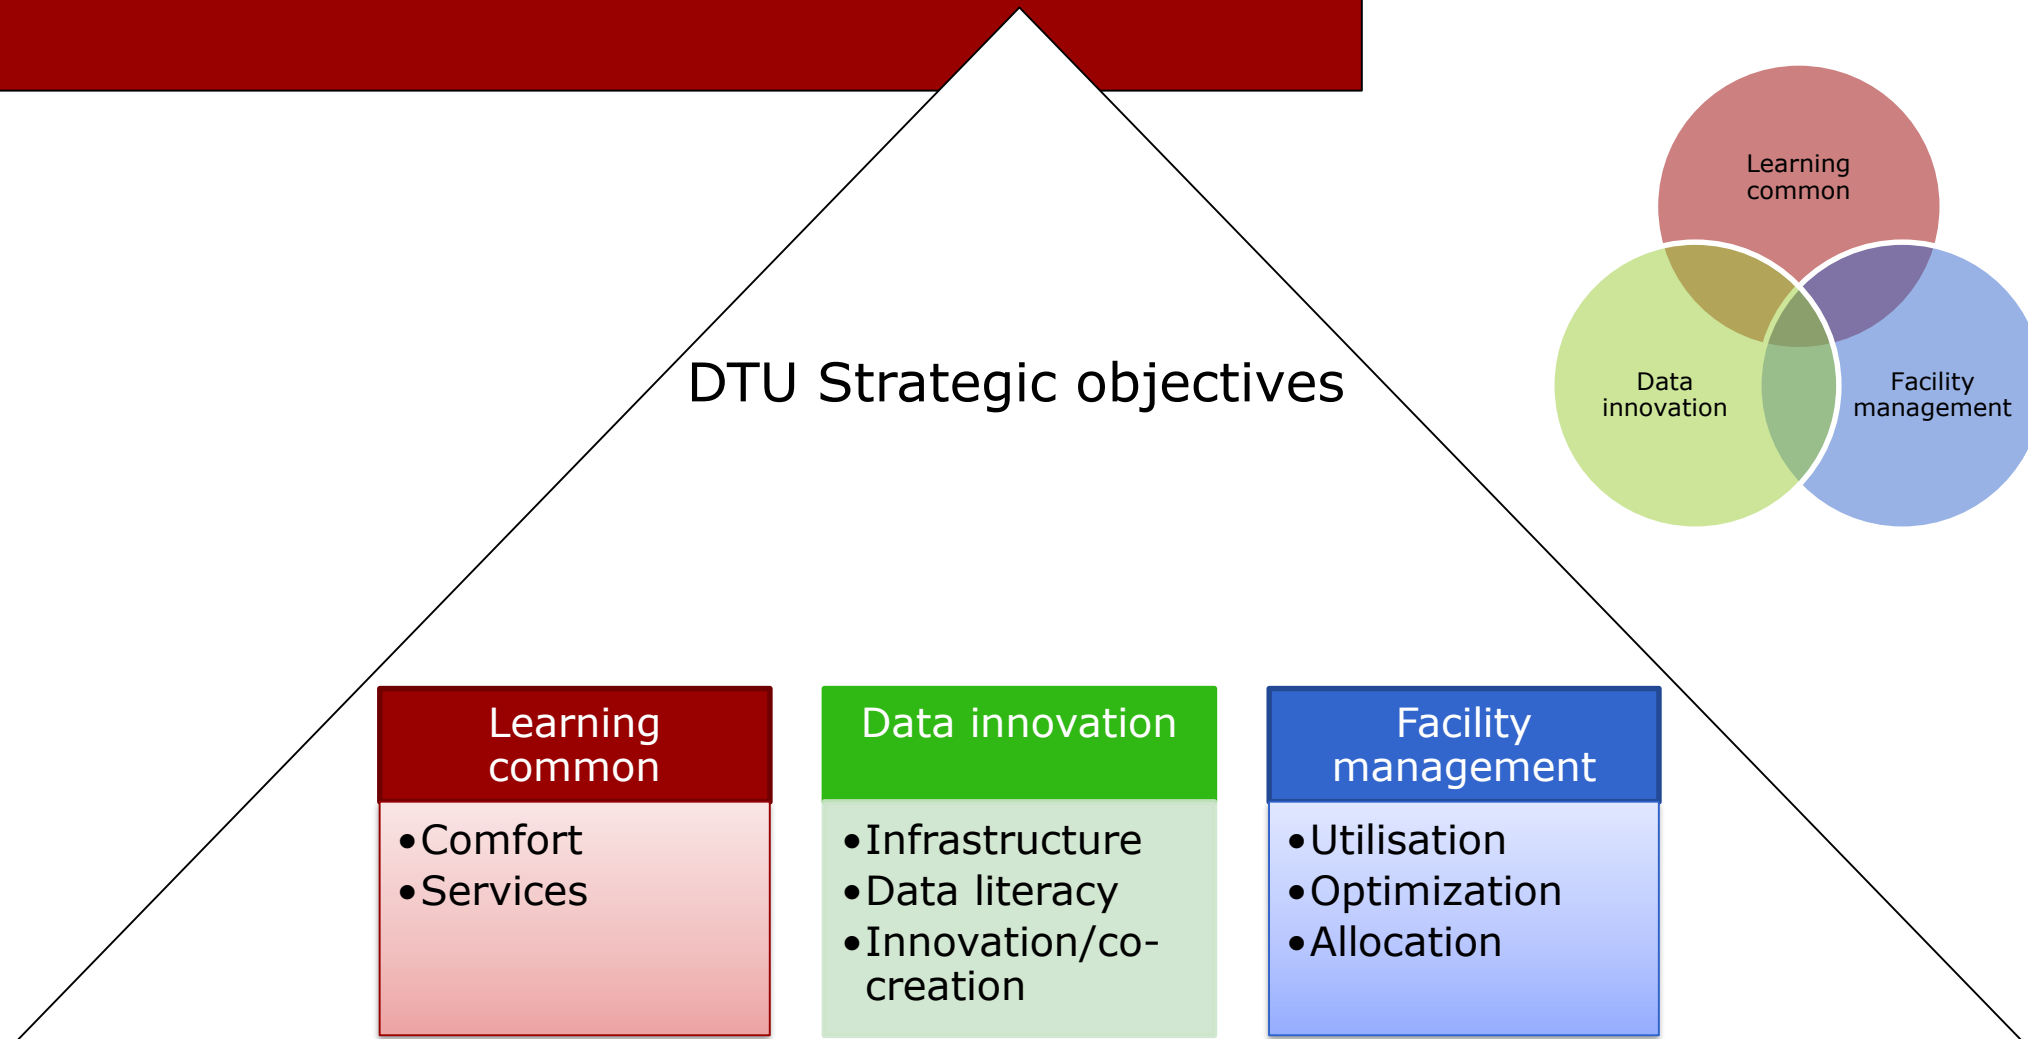 Learning
common
Data
innovation
Facility
management
DTU Strategic objectives
Learning
common
•Comfort
•Services
Data innovation
•Infrastructure
•Data literacy
•Innovation/co-
creation
Facility
management
•Utilisation
•Optimization
•Allocation